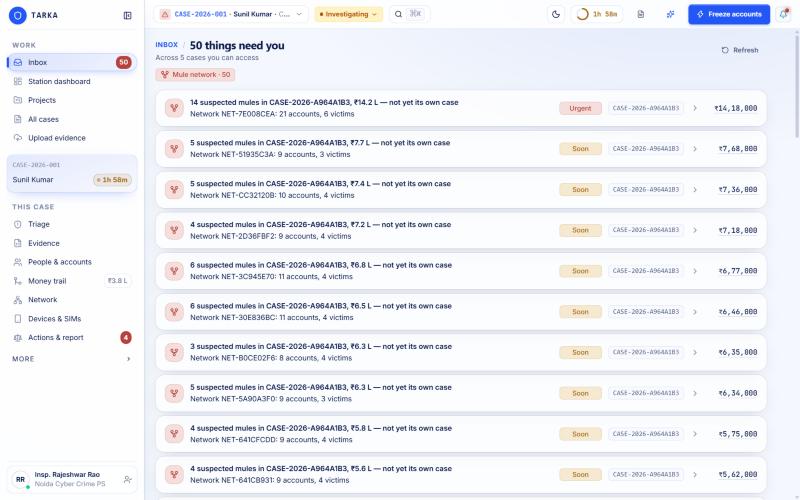 TARKA
CASE-2026-001 · Sunil Kumar · C...
Investigating
⌘K
1h 58m
Freeze accounts
WORK
Inbox 50
Station dashboard
Projects
All cases
Upload evidence
CASE-2026-001
Sunil Kumar 1h 58m
THIS CASE
Triage
Evidence
People & accounts
Money trail ₹3.8 L
Network
Devices & SIMs
Actions & report 4
MORE
RR
Insp. Rajeshwar Rao
Noida Cyber Crime PS
INBOX / 50 things need you
Across 5 cases you can access
Refresh
Mule network · 50
14 suspected mules in CASE-2026-A964A1B3, ₹14.2 L — not yet its own case
Network NET-7E008CEA: 21 accounts, 6 victims
Urgent CASE-2026-A964A1B3 ₹14,18,000
5 suspected mules in CASE-2026-A964A1B3, ₹7.7 L — not yet its own case
Network NET-51935C3A: 9 accounts, 3 victims
Soon CASE-2026-A964A1B3 ₹7,68,000
5 suspected mules in CASE-2026-A964A1B3, ₹7.4 L — not yet its own case
Network NET-CC32120B: 10 accounts, 4 victims
Soon CASE-2026-A964A1B3 ₹7,36,000
4 suspected mules in CASE-2026-A964A1B3, ₹7.2 L — not yet its own case
Network NET-2D36FBF2: 9 accounts, 4 victims
Soon CASE-2026-A964A1B3 ₹7,18,000
6 suspected mules in CASE-2026-A964A1B3, ₹6.8 L — not yet its own case
Network NET-3C945E70: 11 accounts, 4 victims
Soon CASE-2026-A964A1B3 ₹6,77,000
6 suspected mules in CASE-2026-A964A1B3, ₹6.5 L — not yet its own case
Network NET-30E836BC: 11 accounts, 4 victims
Soon CASE-2026-A964A1B3 ₹6,46,000
3 suspected mules in CASE-2026-A964A1B3, ₹6.3 L — not yet its own case
Network NET-B0CE02F6: 8 accounts, 4 victims
Soon CASE-2026-A964A1B3 ₹6,35,000
5 suspected mules in CASE-2026-A964A1B3, ₹6.3 L — not yet its own case
Network NET-5A90A3F0: 9 accounts, 3 victims
Soon CASE-2026-A964A1B3 ₹6,34,000
4 suspected mules in CASE-2026-A964A1B3, ₹5.8 L — not yet its own case
Network NET-641CFCDD: 9 accounts, 4 victims
Soon CASE-2026-A964A1B3 ₹5,75,000
4 suspected mules in CASE-2026-A964A1B3, ₹5.6 L — not yet its own case
Network NET-641CB931: 9 accounts, 4 victims
Soon CASE-2026-A964A1B3 ₹5,62,000